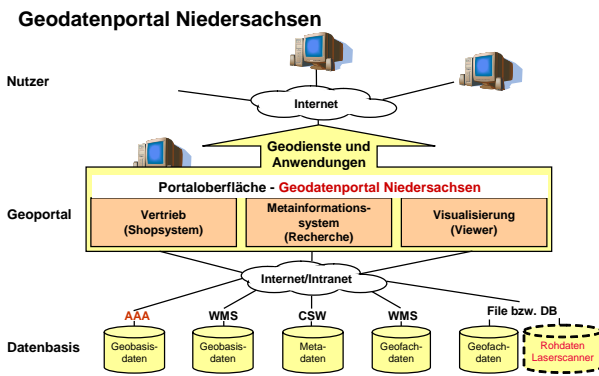 Geodatenportal Niedersachsen
Nutzer
Internet
Geodienste und
Anwendungen
Portaloberfläche - Geodatenportal Niedersachsen
Geoportal
Vertrieb
(Shopsystem)
Metainformations-
system
(Recherche)
Visualisierung
(Viewer)
Internet/Intranet
AAA
WMS
CSW
WMS
File bzw. DB
Datenbasis
Geobasis-
daten
Geobasis-
daten
Meta-
daten
Geofach-
daten
Geofach-
daten
Rohdaten
Laserscanner